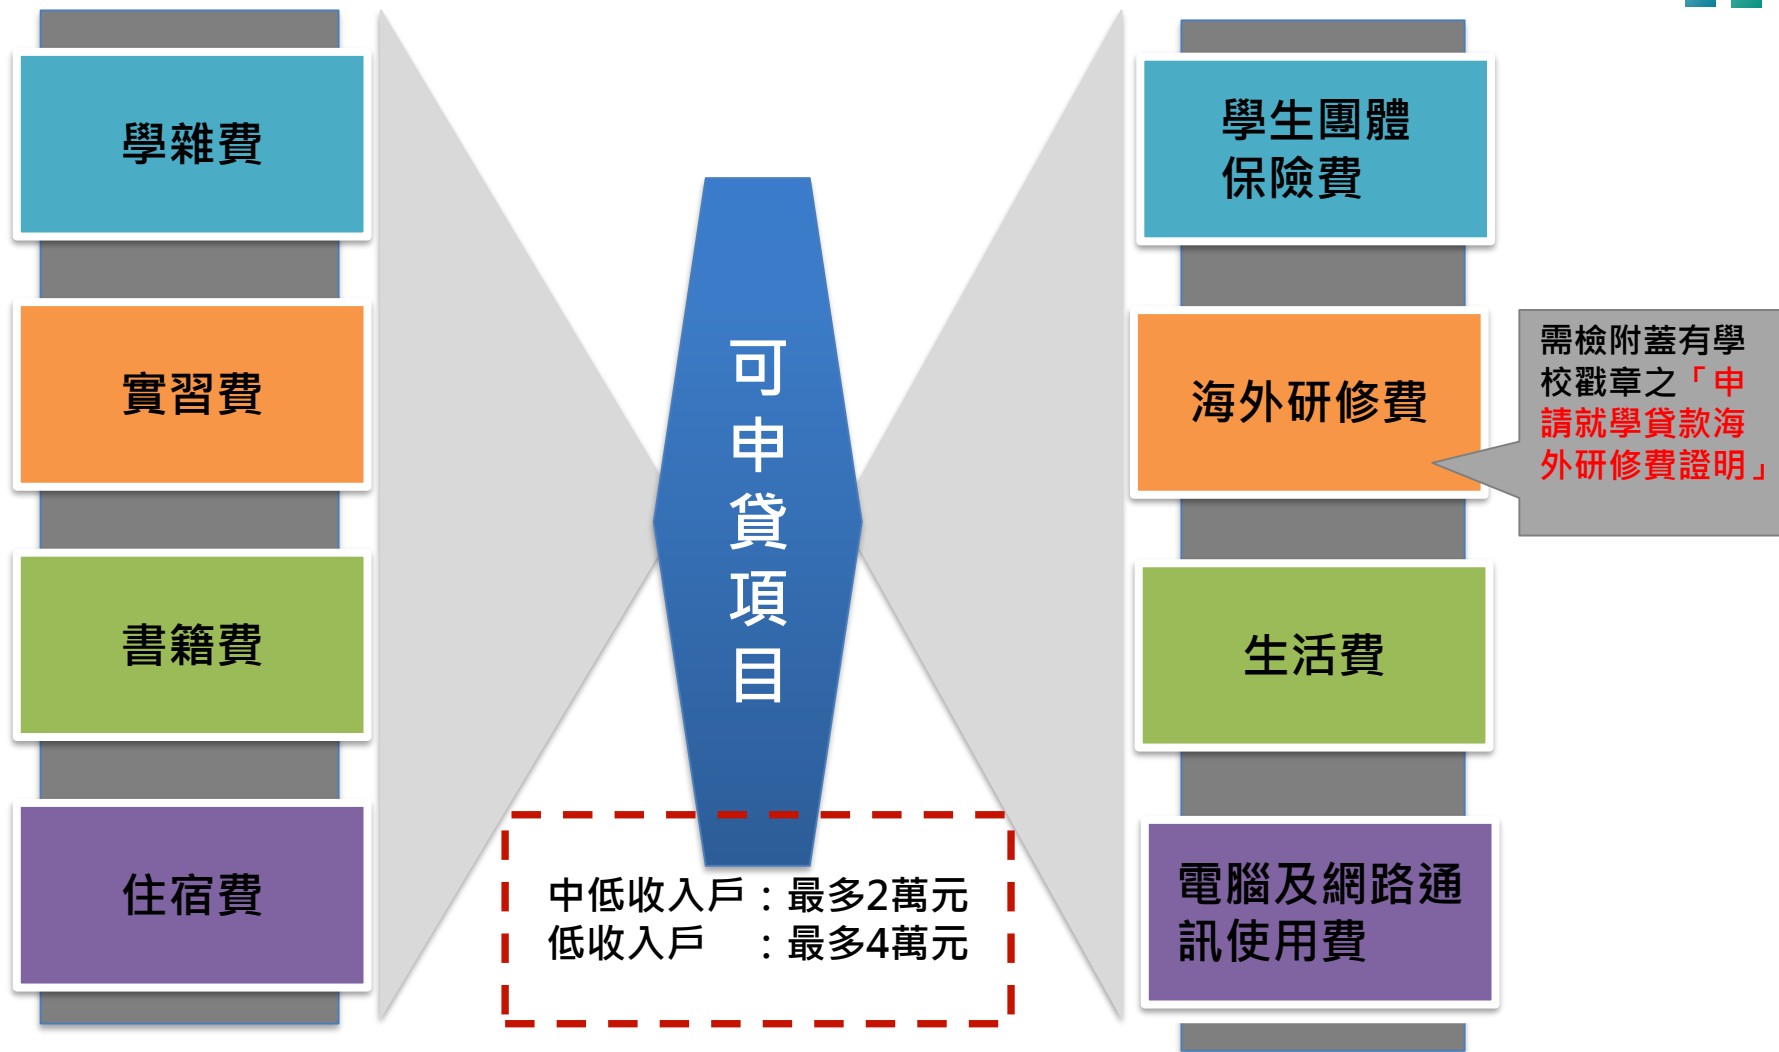 學雜費
實習費
書籍費
住宿費
可申貸項目
中低收入戶：最多2萬元
低收入戶　：最多4萬元
學生團體
保險費
海外研修費
需檢附蓋有學
校戳章之「申
請就學貸款海
外研修費證明」
生活費
電腦及網路通
訊使用費